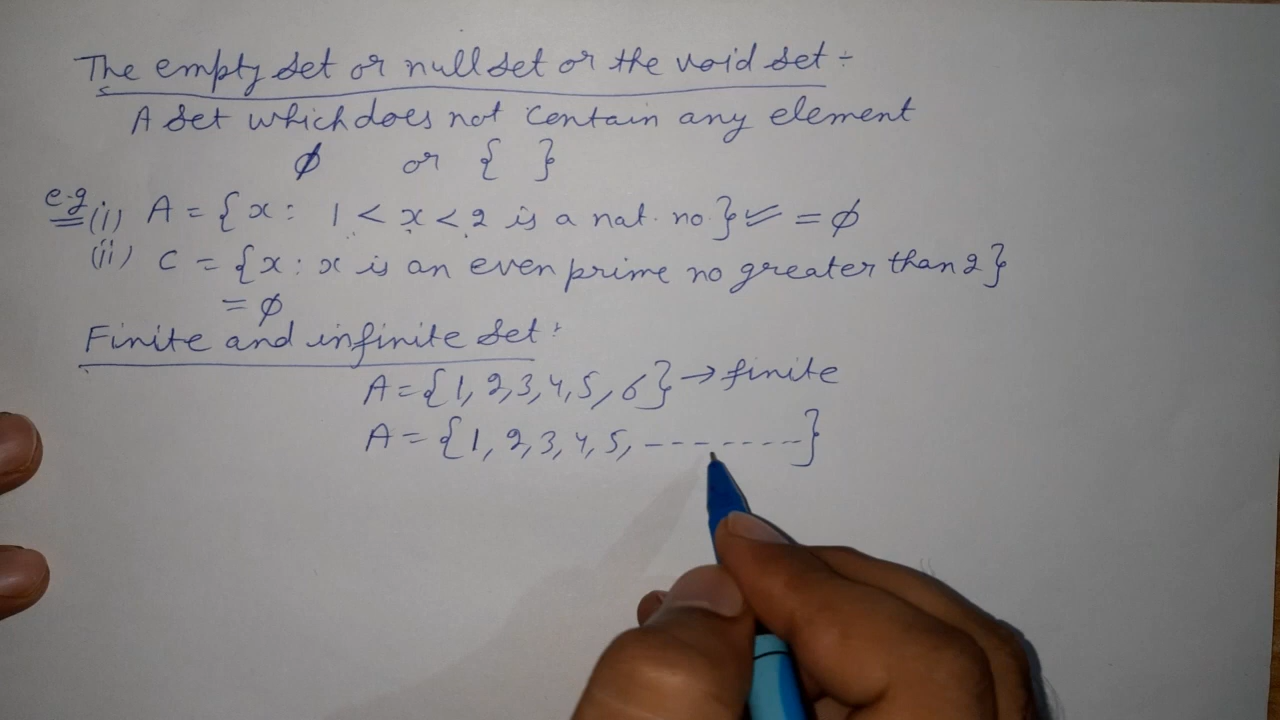 The empty set or null set or the void set ÷
A set which does not contain any element
ϕ or { }
e.g (i) A = {x : 1 < x < 2 is a nat. no.} = ϕ
(ii) C = {x : x is an even prime no greater than 2}
= ϕ
Finite and infinite set :
A = {1, 2, 3, 4, 5, 6} → finite
A = {1, 2, 3, 4, 5, --------}